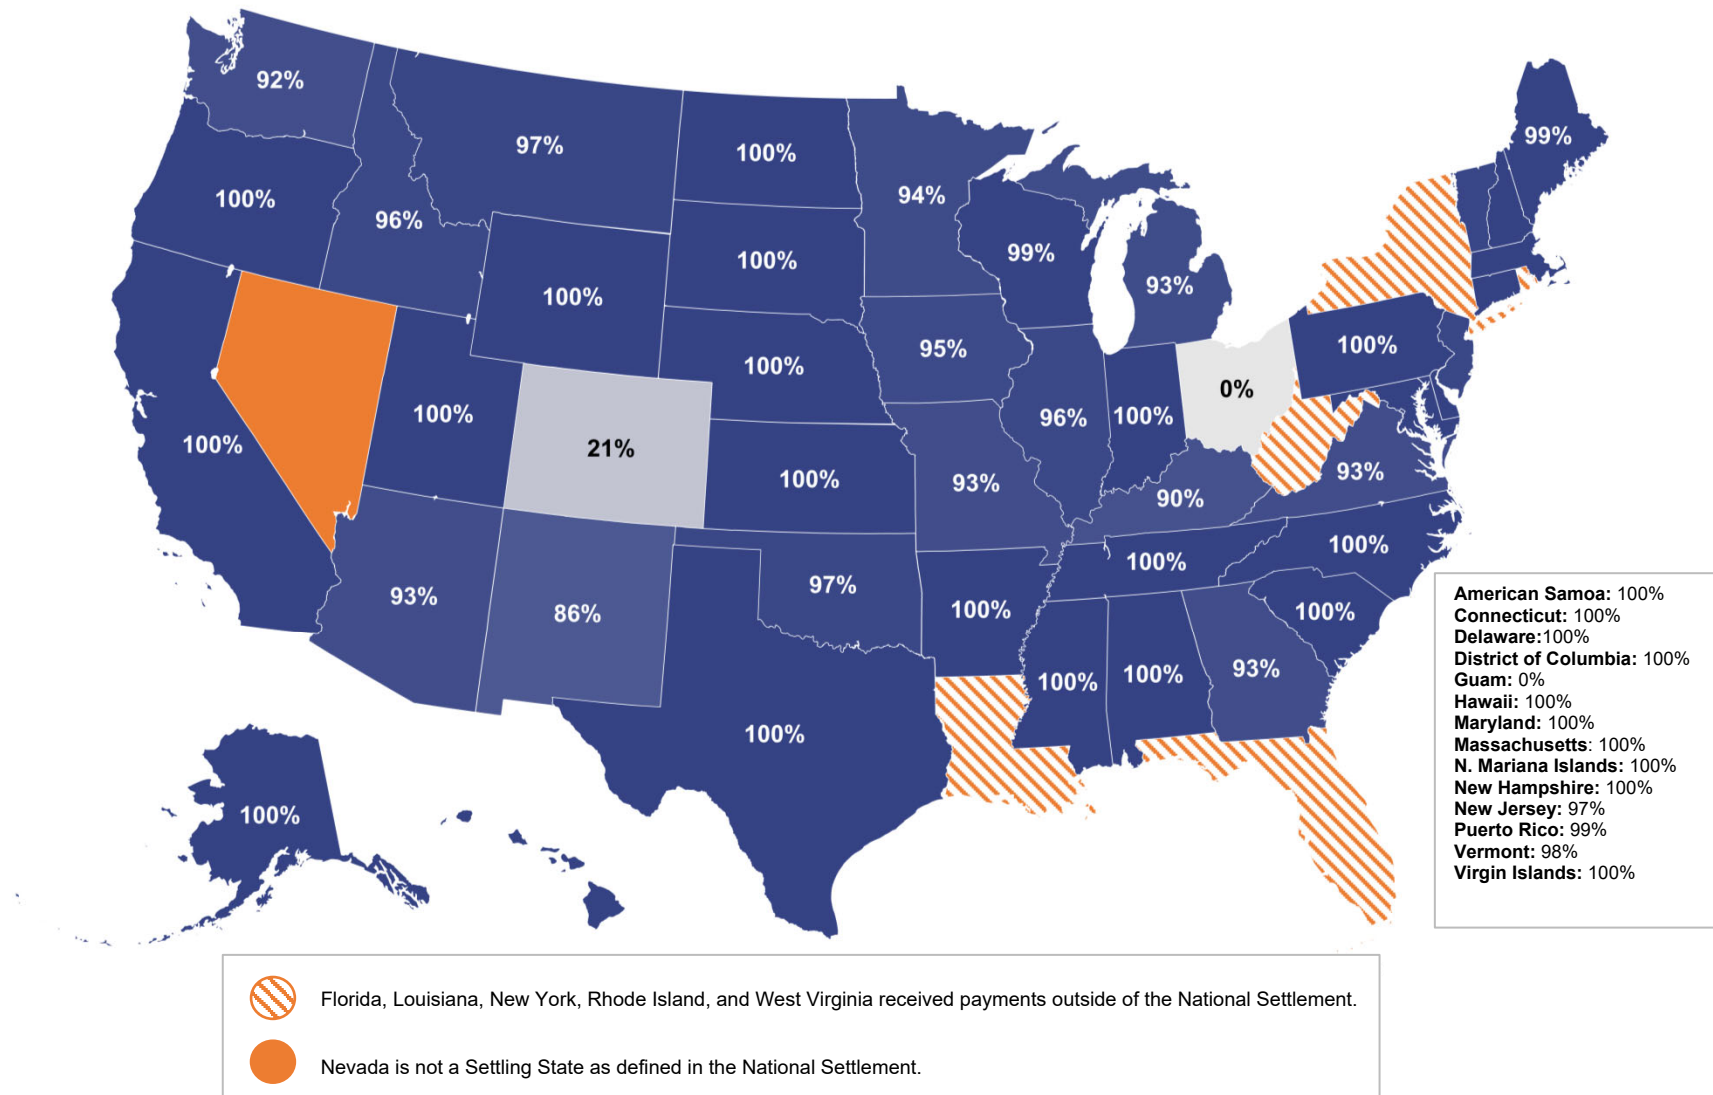 92%
97%
100%
99%
100%
94%
100%
96%
99%
100%
93%
100%
95%
100%
100%
100%
0%
100%
96%
100%
100%
21%
93%
100%
93%
90%
100%
100%
97%
93%
100%
86%
100%
93%
100%
100%
100%
100%
American Samoa: 100%
Connecticut: 100%
Delaware:100%
District of Columbia: 100%
Guam: 0%
Hawaii: 100%
Maryland: 100%
Massachusetts: 100%
N. Mariana Islands: 100%
New Hampshire: 100%
New Jersey: 97%
Puerto Rico: 99%
Vermont: 98%
Virgin Islands: 100%
Florida, Louisiana, New York, Rhode Island, and West Virginia received payments outside of the National Settlement.
Nevada is not a Settling State as defined in the National Settlement.